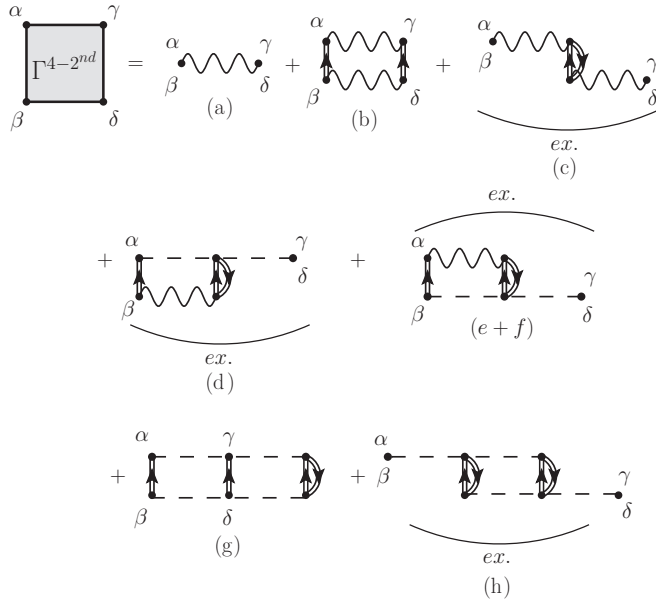 α γ α γ α γ α
Γ^{4−2^{nd}} = + +
β δ β δ β δ β γ δ
(a) (b) ex. (c)
ex.
+ α γ + α
β δ β γ δ
ex. (e + f)
(d)
+ α γ + α
β δ β γ δ
(g) ex.
(h)